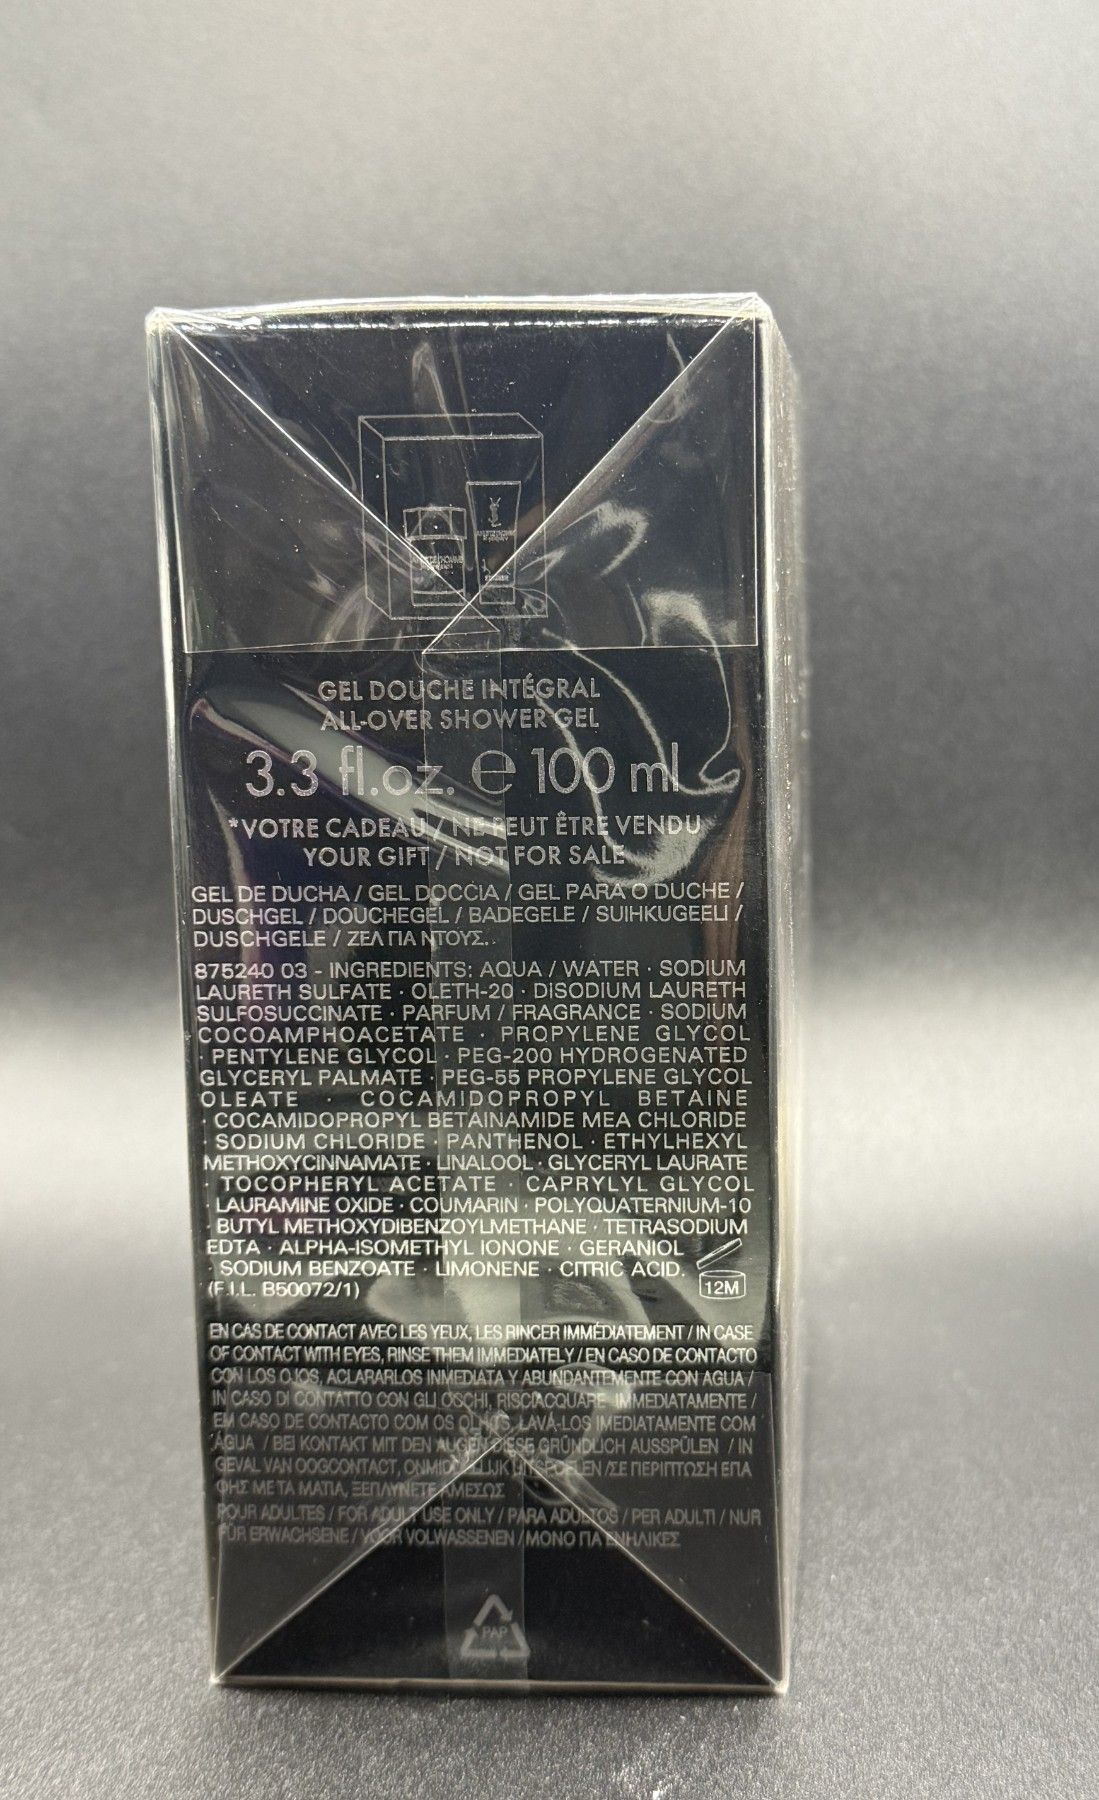 GEL DOUCHE INTÉGRAL
ALL-OVER SHOWER GEL
3.3 fl.oz. ℮ 100 ml
*VOTRE CADEAU / NE PEUT ÊTRE VENDU
YOUR GIFT / NOT FOR SALE
GEL DE DUCHA / GEL DOCCIA / GEL PARA O DUCHE /
DUSCHGEL / DOUCHEGEL / BADEGELE / SUIHKUGEELI /
DUSCHGELE / ΖΕΛ ΓΙΑ ΝΤΟΥΣ.
875240 03 - INGREDIENTS: AQUA / WATER · SODIUM
LAURETH SULFATE · OLETH-20 · DISODIUM LAURETH
SULFOSUCCINATE · PARFUM / FRAGRANCE · SODIUM
COCOAMPHOACETATE · PROPYLENE GLYCOL
· PENTYLENE GLYCOL · PEG-200 HYDROGENATED
GLYCERYL PALMATE · PEG-55 PROPYLENE GLYCOL
OLEATE · COCAMIDOPROPYL BETAINE
· COCAMIDOPROPYL BETAINAMIDE MEA CHLORIDE
· SODIUM CHLORIDE · PANTHENOL · ETHYLHEXYL
METHOXYCINNAMATE · LINALOOL · GLYCERYL LAURATE
· TOCOPHERYL ACETATE · CAPRYLYL GLYCOL
· LAURAMINE OXIDE · COUMARIN · POLYQUATERNIUM-10
· BUTYL METHOXYDIBENZOYLMETHANE · TETRASODIUM
EDTA · ALPHA-ISOMETHYL IONONE · GERANIOL
· SODIUM BENZOATE · LIMONENE · CITRIC ACID.
(F.I.L. B50072/1)
12M
EN CAS DE CONTACT AVEC LES YEUX, LES RINCER IMMÉDIATEMENT / IN CASE
OF CONTACT WITH EYES, RINSE THEM IMMEDIATELY / EN CASO DE CONTACTO
CON LOS OJOS, ACLARARLOS INMEDIATA Y ABUNDANTEMENTE CON AGUA /
IN CASO DI CONTATTO CON GLI OCCHI, RISCIACQUARE IMMEDIATAMENTE /
EM CASO DE CONTACTO COM OS OLHOS, LAVÁ-LOS IMEDIATAMENTE COM
ÁGUA / BEI KONTAKT MIT DEN AUGEN DIESE GRÜNDLICH AUSSPÜLEN / IN
GEVAL VAN OOGCONTACT, ONMIDDELLIJK UITSPOELEN / ΣΕ ΠΕΡΙΠΤΩΣΗ ΕΠΑ
ΦΗΣ ΜΕ ΤΑ ΜΑΤΙΑ, ΞΕΠΛΥΝΕΤΕ ΑΜΕΣΩΣ
POUR ADULTES / FOR ADULT USE ONLY / PARA ADULTOS / PER ADULTI / NUR
FÜR ERWACHSENE / VOOR VOLWASSENEN / ΜΟΝΟ ΓΙΑ ΕΝΗΛΙΚΕΣ
PAP